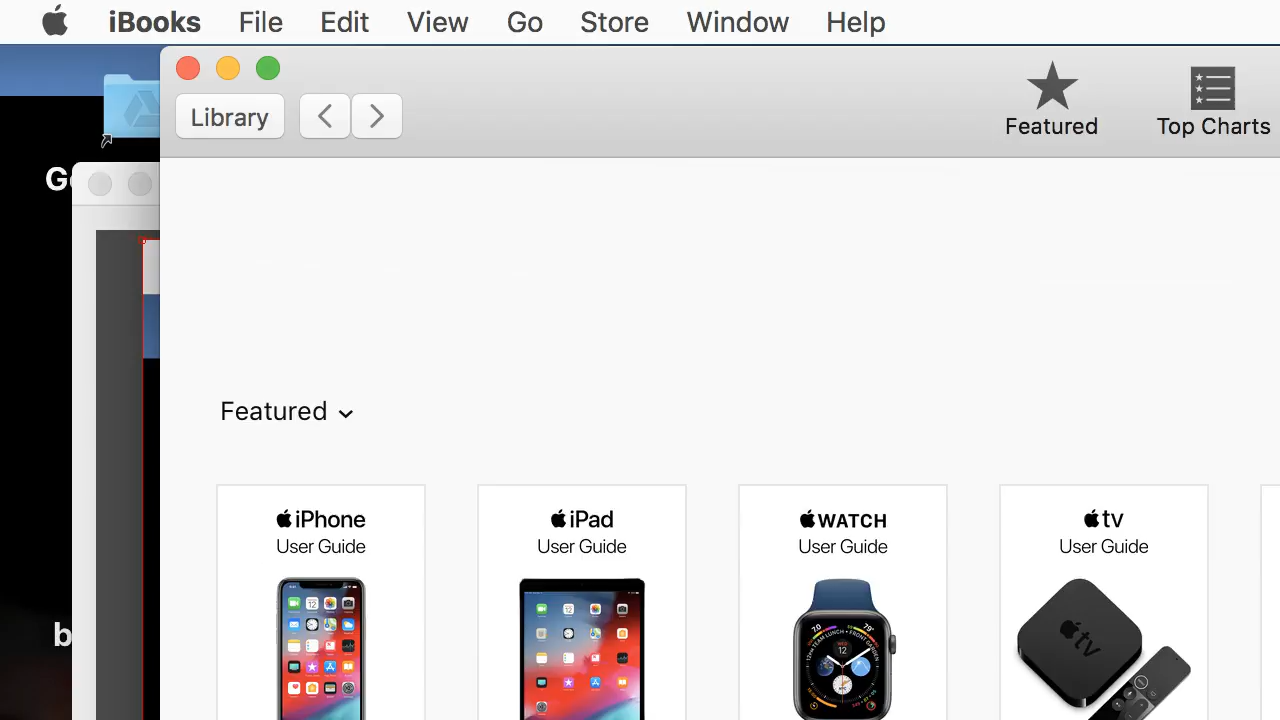 iBooks File Edit View Go Store Window Help
Library
Featured Top Charts
Featured
iPhone
User Guide
iPad
User Guide
WATCH
User Guide
tv
User Guide
tv